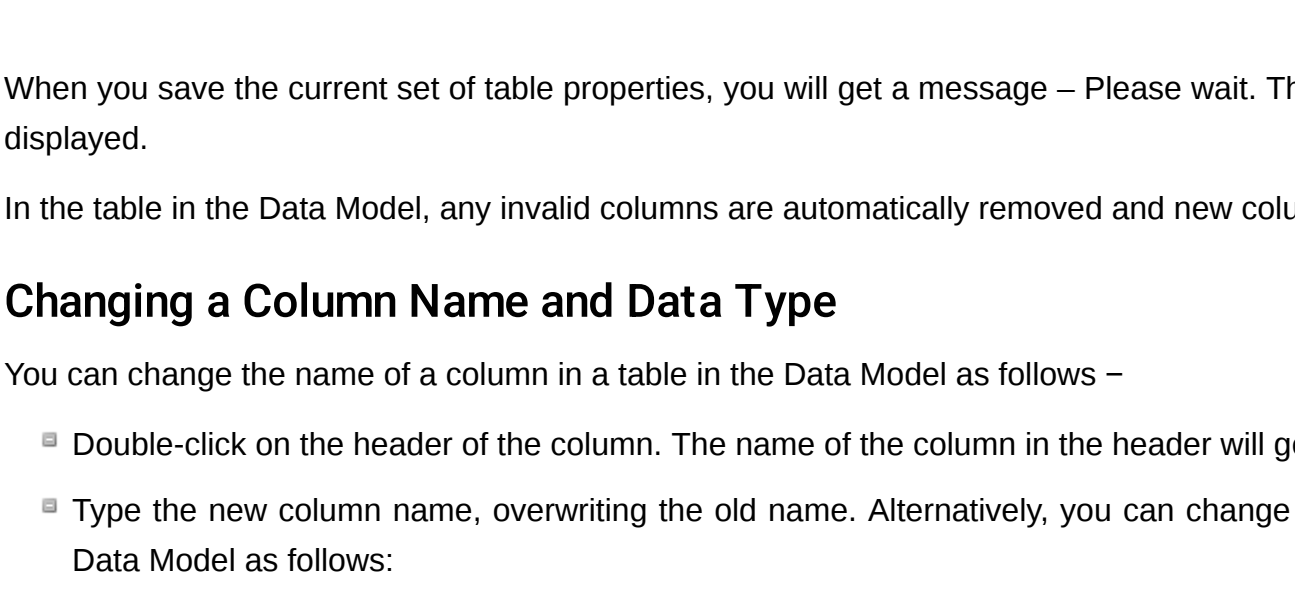 When you save the current set of table properties, you will get a message – Please wait.
displayed.
In the table in the Data Model, any invalid columns are automatically removed and new
Changing a Column Name and Data Type
You can change the name of a column in a table in the Data Model as follows −
Double-click on the header of the column. The name of the column in the header will
Type the new column name, overwriting the old name. Alternatively, you can change
Data Model as follows: